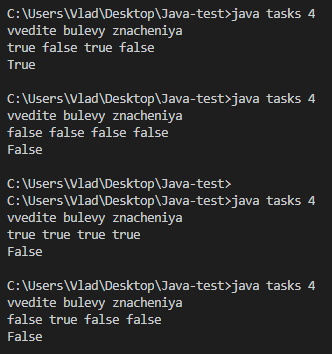 C:\Users\Vlad\Desktop\Java-test>java tasks 4
vvedite bulevy znacheniya
true false true false
True
C:\Users\Vlad\Desktop\Java-test>java tasks 4
vvedite bulevy znacheniya
false false false false
False
C:\Users\Vlad\Desktop\Java-test>
C:\Users\Vlad\Desktop\Java-test>java tasks 4
vvedite bulevy znacheniya
true true true true
False
C:\Users\Vlad\Desktop\Java-test>java tasks 4
vvedite bulevy znacheniya
false true false false
False